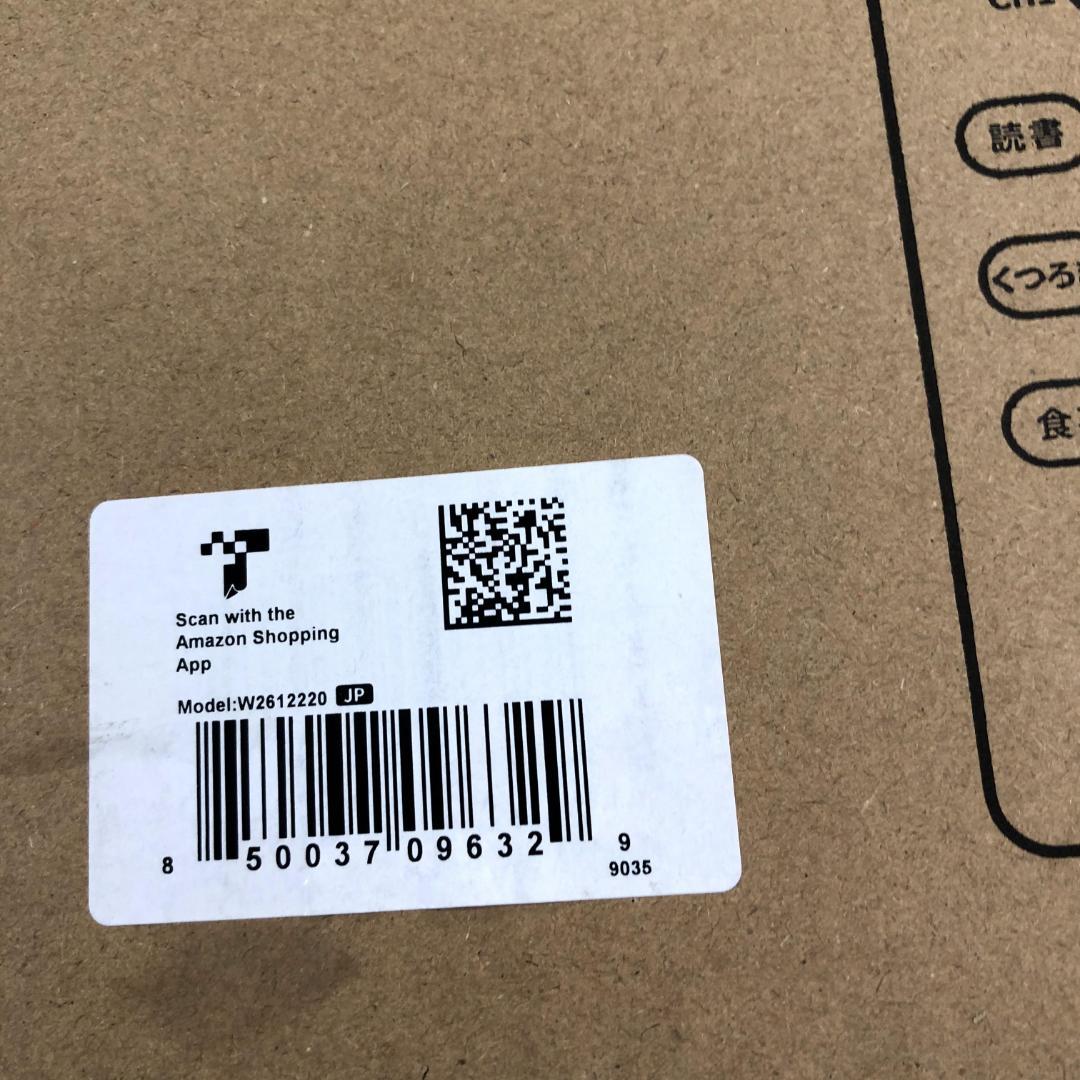 読書
くつろ
食
Scan with the
Amazon Shopping
App
Model:W2612220 JP
8 50037 09632 9
9035